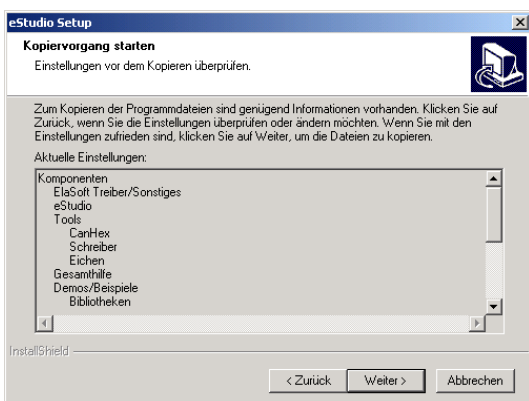 eStudio Setup
Kopiervorgang starten
Einstellungen vor dem Kopieren überprüfen.
Zum Kopieren der Programmdateien sind genügend Informationen vorhanden. Klicken Sie auf
Zurück, wenn Sie die Einstellungen überprüfen oder ändern möchten. Wenn Sie mit den
Einstellungen zufrieden sind, klicken Sie auf Weiter, um die Dateien zu kopieren.
Aktuelle Einstellungen:
Komponenten
ElaSoft Treiber/Sonstiges
eStudio
Tools
CanHex
Schreiber
Eichen
Gesamthilfe
Demos/Beispiele
Bibliotheken
InstallShield
< Zurück Weiter > Abbrechen